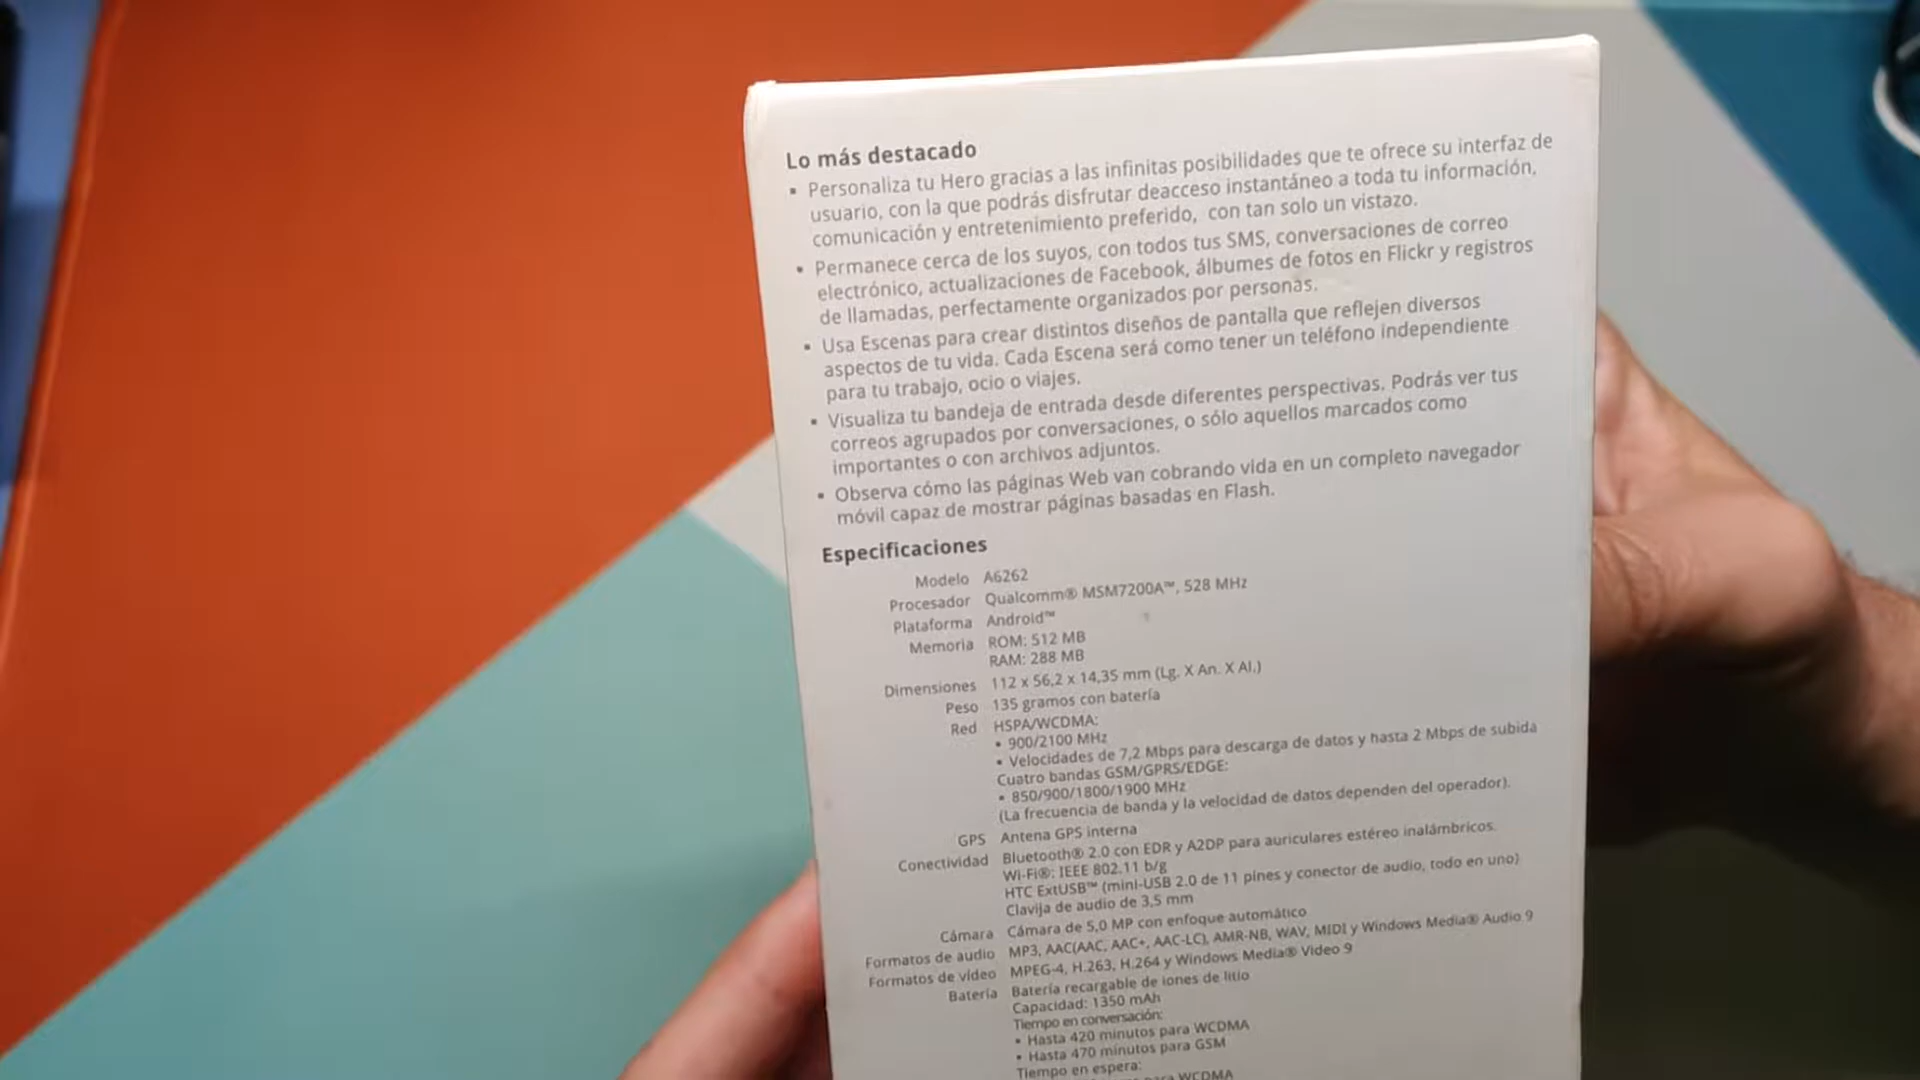 Lo más destacado
▪ Personaliza tu Hero gracias a las infinitas posibilidades que te ofrece su interfaz de
usuario, con la que podrás disfrutar deacceso instantáneo a toda tu información,
comunicación y entretenimiento preferido, con tan solo un vistazo.
▪ Permanece cerca de los suyos, con todos tus SMS, conversaciones de correo
electrónico, actualizaciones de Facebook, álbumes de fotos en Flickr y registros
de llamadas, perfectamente organizados por personas.
▪ Usa Escenas para crear distintos diseños de pantalla que reflejen diversos
aspectos de tu vida. Cada Escena será como tener un teléfono independiente
para tu trabajo, ocio o viajes.
▪ Visualiza tu bandeja de entrada desde diferentes perspectivas. Podrás ver tus
correos agrupados por conversaciones, o sólo aquellos marcados como
importantes o con archivos adjuntos.
▪ Observa cómo las páginas Web van cobrando vida en un completo navegador
móvil capaz de mostrar páginas basadas en Flash.
Especificaciones
Modelo A6262
Procesador Qualcomm® MSM7200A™, 528 MHz
Plataforma Android™
Memoria ROM: 512 MB
RAM: 288 MB
Dimensiones 112 x 56,2 x 14,35 mm (Lg. X An. X Al.)
Peso 135 gramos con batería
Red HSPA/WCDMA:
▪ 900/2100 MHz
▪ Velocidades de 7,2 Mbps para descarga de datos y hasta 2 Mbps de subida
Cuatro bandas GSM/GPRS/EDGE:
▪ 850/900/1800/1900 MHz
(La frecuencia de banda y la velocidad de datos dependen del operador).
GPS Antena GPS interna
Conectividad Bluetooth® 2.0 con EDR y A2DP para auriculares estéreo inalámbricos.
Wi-Fi®: IEEE 802.11 b/g
HTC ExtUSB™ (mini-USB 2.0 de 11 pines y conector de audio, todo en uno)
Clavija de audio de 3,5 mm
Cámara Cámara de 5,0 MP con enfoque automático
Formatos de audio MP3, AAC(AAC, AAC+, AAC-LC), AMR-NB, WAV, MIDI y Windows Media® Audio 9
Formatos de vídeo MPEG-4, H.263, H.264 y Windows Media® Video 9
Batería Batería recargable de iones de litio
Capacidad: 1350 mAh
Tiempo en conversación:
▪ Hasta 420 minutos para WCDMA
▪ Hasta 470 minutos para GSM
Tiempo en espera:
para WCDMA